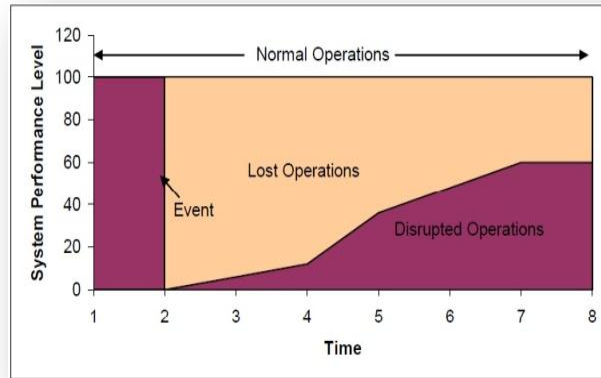 120
Normal Operations
100
80
60
40
20
0
System Performance Level
Lost Operations
Event
Disrupted Operations
1 2 3 4 5 6 7 8
Time